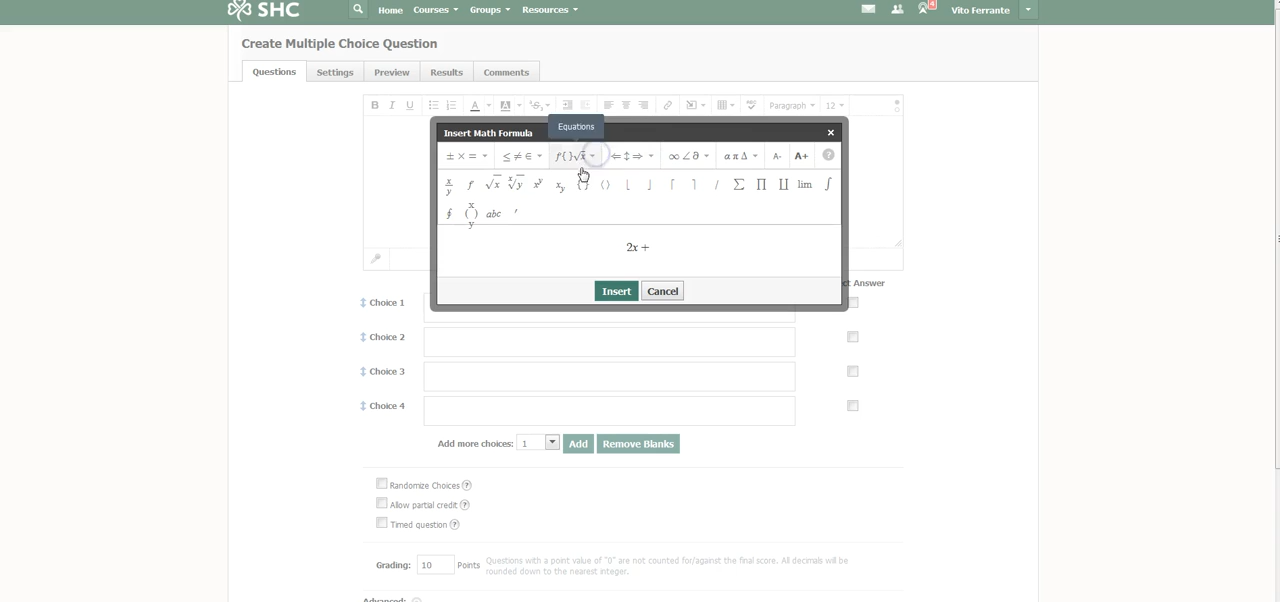 SHC Home Courses Groups Resources 4 Vito Ferrante
Create Multiple Choice Question
Questions Settings Preview Results Comments
B I U A A S Paragraph 12
Equations
Insert Math Formula ×
± × = ≤ ≠ ∈ f { } √x ⇐ ⇕ ⇒ ∞ ∠ ∂ α π Δ A- A+ ?
x/y f √x x√y x^y x_y { } ⟨ ⟩ ⌊ ⌋ ⌈ ⌉ / ∑ ∏ ∐ lim ∫
∮ (x y) abc ′
2x +
Insert Cancel
ct Answer
Choice 1
Choice 2
Choice 3
Choice 4
Add more choices: 1 Add Remove Blanks
Randomize Choices ?
Allow partial credit ?
Timed question ?
Grading: 10 Points Questions with a point value of "0" are not counted for/against the final score. All decimals will be
rounded down to the nearest integer.
Advanced: